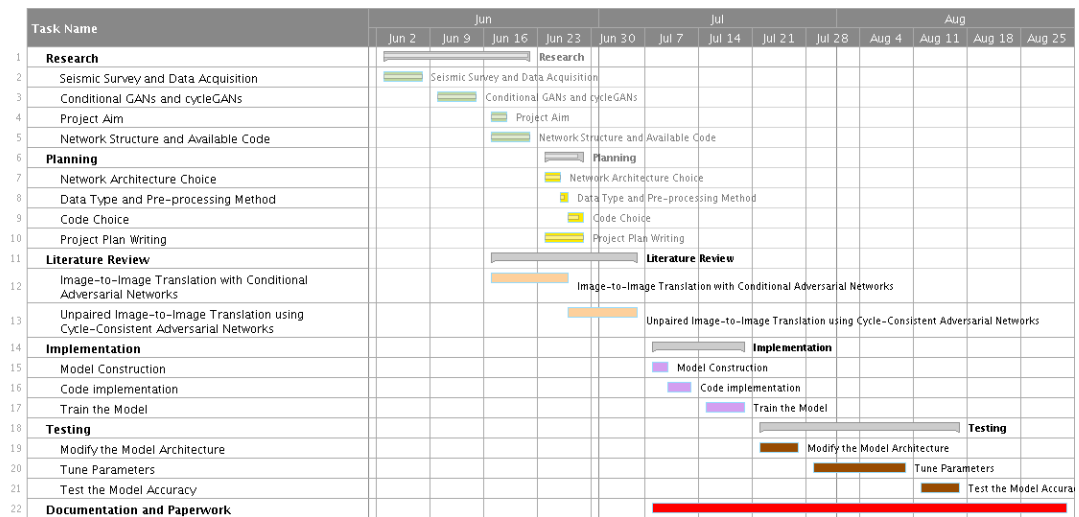 Task Name
Jun Jul Aug
Jun 2 Jun 9 Jun 16 Jun 23 Jun 30 Jul 7 Jul 14 Jul 21 Jul 28 Aug 4 Aug 11 Aug 18 Aug 25
1 Research Research
2 Seismic Survey and Data Acquisition Seismic Survey and Data Acquisition
3 Conditional GANs and cycleGANs Conditional GANs and cycleGANs
4 Project Aim Project Aim
5 Network Structure and Available Code Network Structure and Available Code
6 Planning Planning
7 Network Architecture Choice Network Architecture Choice
8 Data Type and Pre-processing Method Data Type and Pre-processing Method
9 Code Choice Code Choice
10 Project Plan Writing Project Plan Writing
11 Literature Review Literature Review
12 Image-to-Image Translation with Conditional
Adversarial Networks
Image-to-Image Translation with Conditional Adversarial Networks
13 Unpaired Image-to-Image Translation using
Cycle-Consistent Adversarial Networks
Unpaired Image-to-Image Translation using Cycle-Consistent Adversarial Networks
14 Implementation Implementation
15 Model Construction Model Construction
16 Code implementation Code implementation
17 Train the Model Train the Model
18 Testing Testing
19 Modify the Model Architecture Modify the Model Architecture
20 Tune Parameters Tune Parameters
21 Test the Model Accuracy Test the Model Accura
22 Documentation and Paperwork